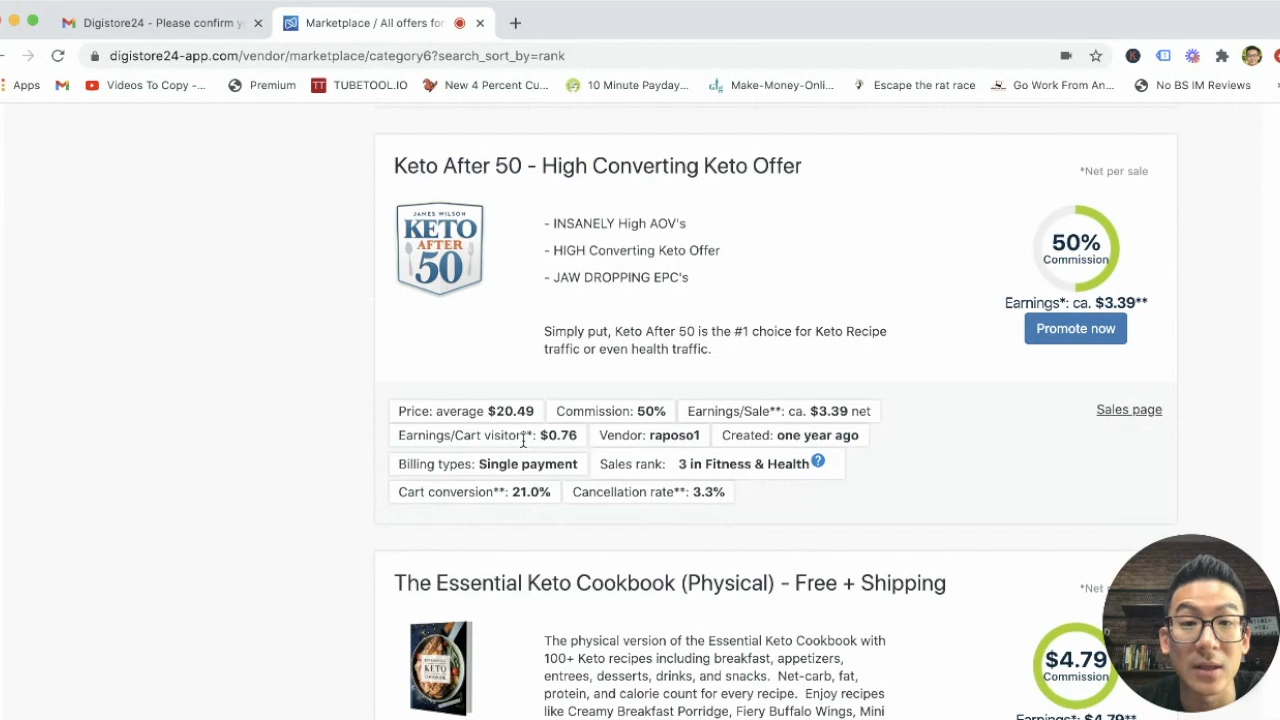 Digistore24 - Please confirm y
Marketplace / All offers for
digistore24-app.com/vendor/marketplace/category6?search_sort_by=rank
Apps
Videos To Copy -...
Premium
TT
TUBETOOL.IO
New 4 Percent Cu...
10 Minute Payday...
Make-Money-Onli...
Escape the rat race
Go Work From An...
No BS IM Reviews
Keto After 50 - High Converting Keto Offer
*Net per sale
JAMES WILSON
KETO
AFTER
50
- INSANELY High AOV's
- HIGH Converting Keto Offer
- JAW DROPPING EPC's
Simply put, Keto After 50 is the #1 choice for Keto Recipe
traffic or even health traffic.
50%
Commission
Earnings*: ca. $3.39**
Promote now
Price: average $20.49
Commission: 50%
Earnings/Sale**: ca. $3.39 net
Sales page
Earnings/Cart visitor**: $0.76
Vendor: raposo1
Created: one year ago
Billing types: Single payment
Sales rank: 3 in Fitness & Health
Cart conversion**: 21.0%
Cancellation rate**: 3.3%
The Essential Keto Cookbook (Physical) - Free + Shipping
*Net
KETO
The physical version of the Essential Keto Cookbook with
100+ Keto recipes including breakfast, appetizers,
entrees, desserts, drinks, and snacks. Net-carb, fat,
protein, and calorie count for every recipe. Enjoy recipes
like Creamy Breakfast Porridge, Fiery Buffalo Wings, Mini
$4.79
Commission
Earnings*: ca. $4.79**